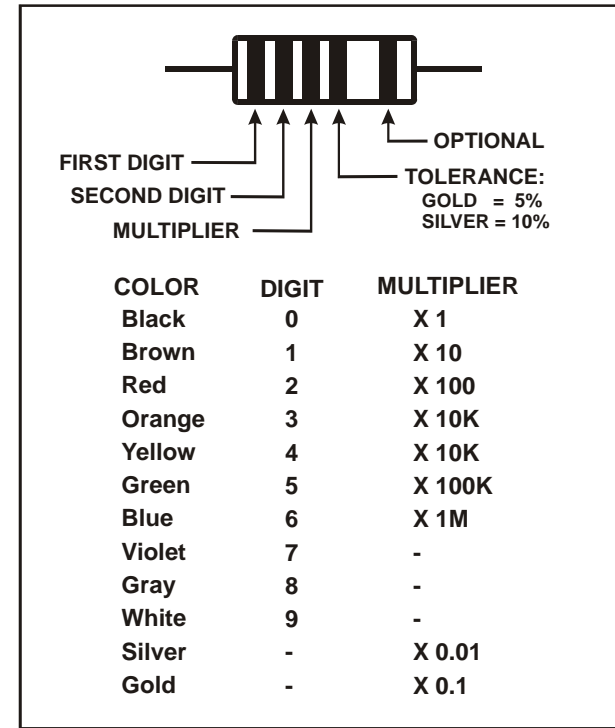 OPTIONAL
FIRST DIGIT
TOLERANCE:
SECOND DIGIT
GOLD = 5%
SILVER = 10%
MULTIPLIER
COLOR DIGIT MULTIPLIER
Black 0 X 1
Brown 1 X 10
Red 2 X 100
Orange 3 X 10K
Yellow 4 X 10K
Green 5 X 100K
Blue 6 X 1M
Violet 7 -
Gray 8 -
White 9 -
Silver - X 0.01
Gold - X 0.1